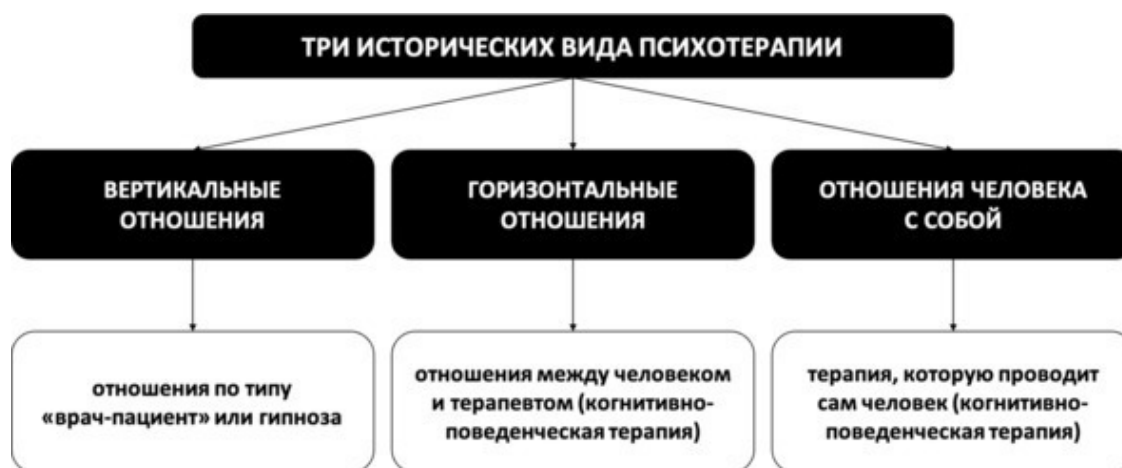 ТРИ ИСТОРИЧЕСКИХ ВИДА ПСИХОТЕРАПИИ
ВЕРТИКАЛЬНЫЕ
ОТНОШЕНИЯ
ГОРИЗОНТАЛЬНЫЕ
ОТНОШЕНИЯ
ОТНОШЕНИЯ ЧЕЛОВЕКА
С СОБОЙ
отношения по типу
«врач-пациент» или гипноза
отношения между человеком
и терапевтом (когнитивно-
поведенческая терапия)
терапия, которую проводит
сам человек (когнитивно-
поведенческая терапия)